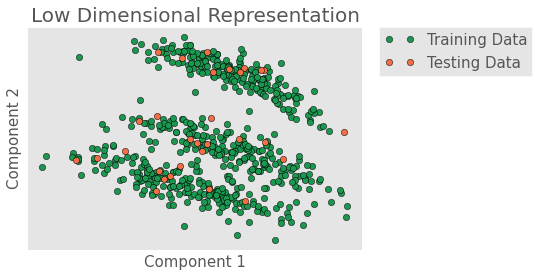 Low Dimensional Representation
Training Data
Testing Data
Component 2
Component 1